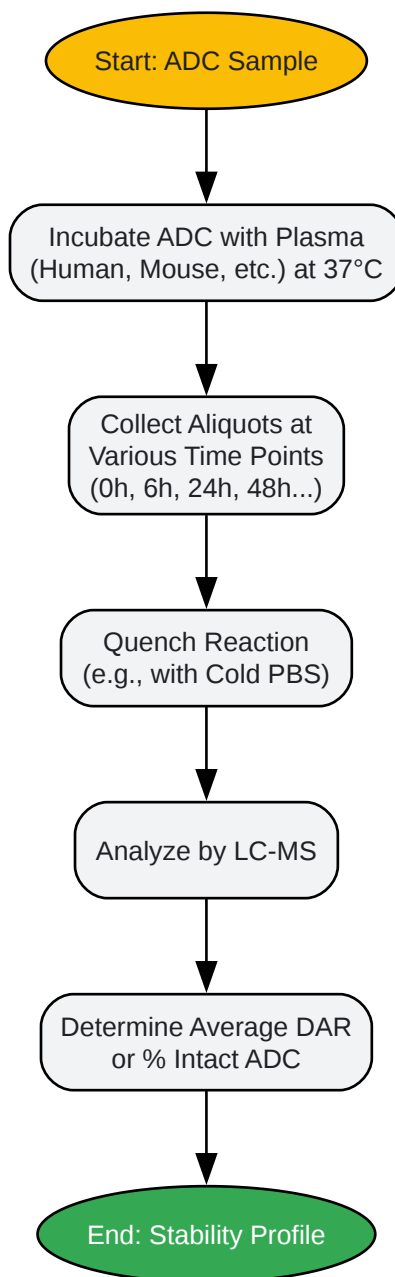 Start: ADC Sample
Incubate ADC with Plasma
(Human, Mouse, etc.) at 37°C
Collect Aliquots at
Various Time Points
(0h, 6h, 24h, 48h...)
Quench Reaction
(e.g., with Cold PBS)
Analyze by LC-MS
Determine Average DAR
or % Intact ADC
End: Stability Profile